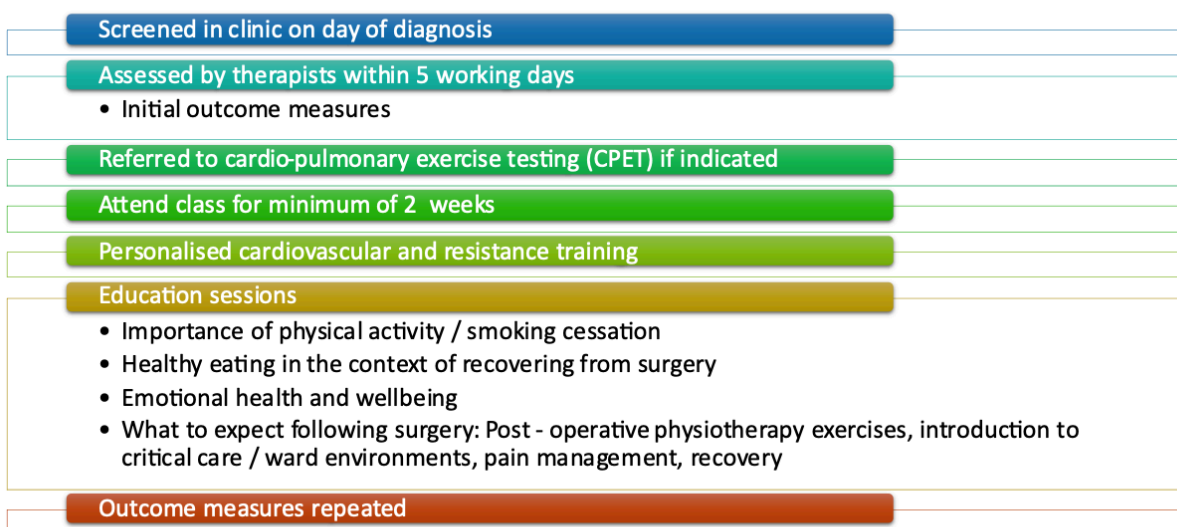 Screened in clinic on day of diagnosis
Assessed by therapists within 5 working days
• Initial outcome measures
Referred to cardio-pulmonary exercise testing (CPET) if indicated
Attend class for minimum of 2 weeks
Personalised cardiovascular and resistance training
Education sessions
• Importance of physical activity / smoking cessation
• Healthy eating in the context of recovering from surgery
• Emotional health and wellbeing
• What to expect following surgery: Post - operative physiotherapy exercises, introduction to
critical care / ward environments, pain management, recovery
Outcome measures repeated